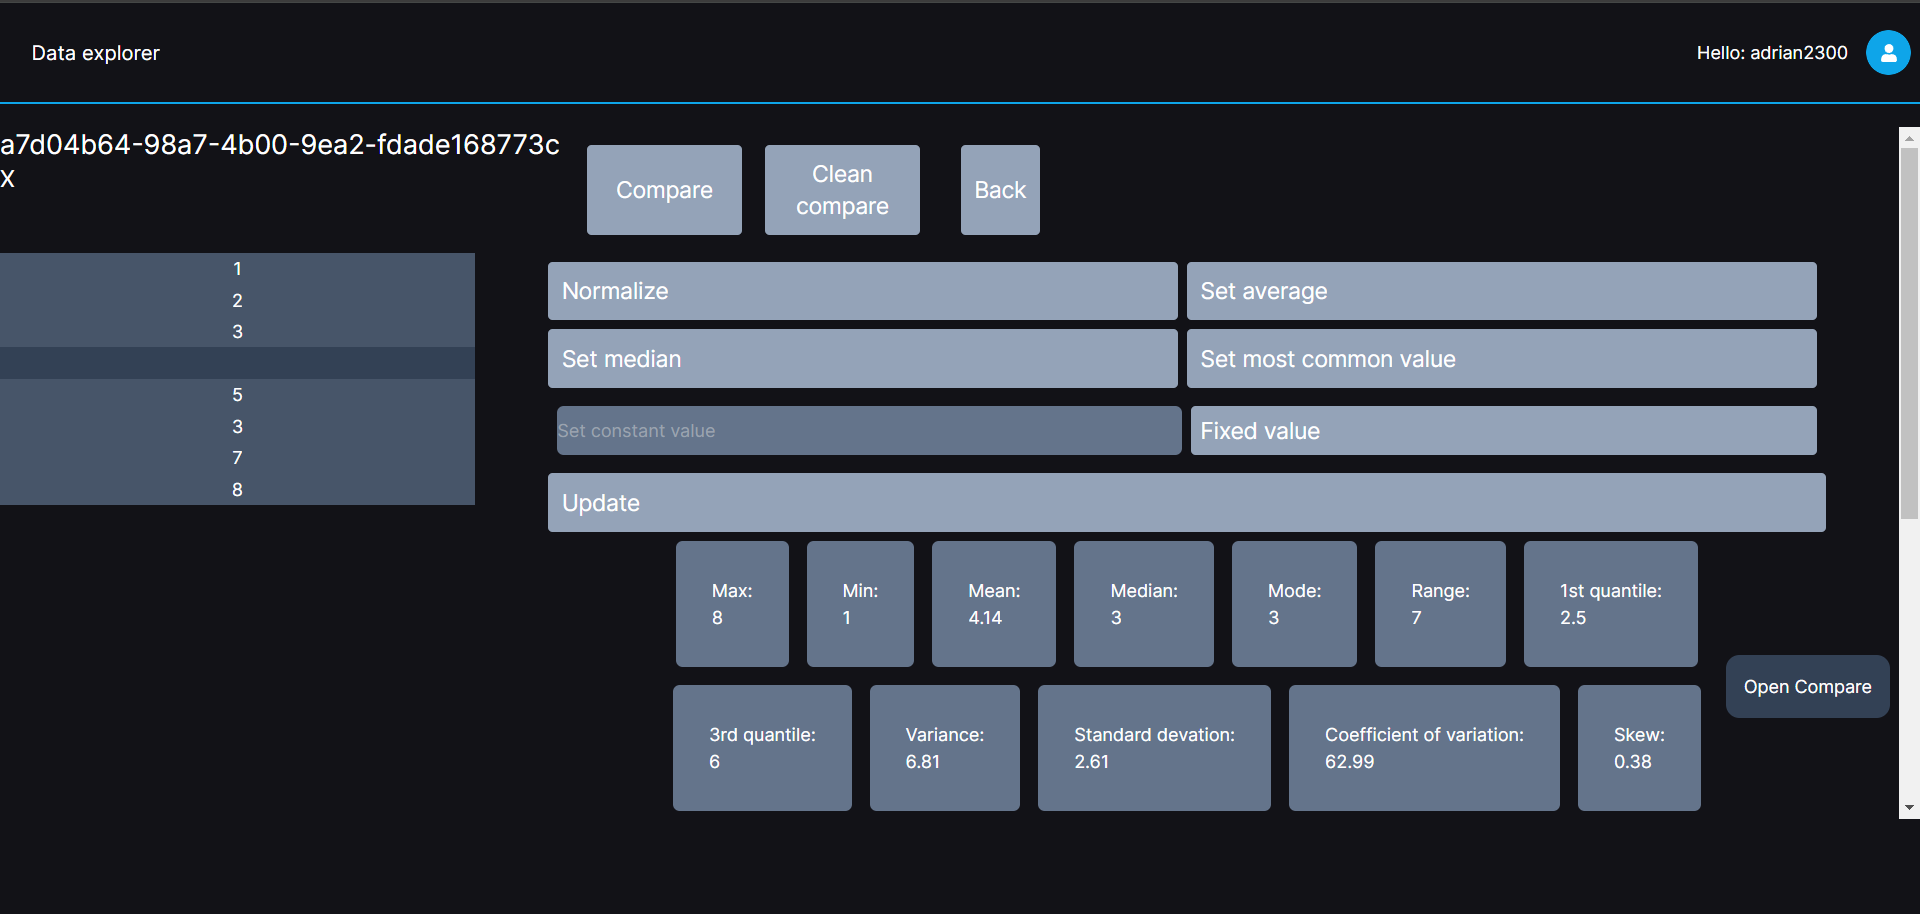 Data explorer
Hello: adrian2300
a7d04b64-98a7-4b00-9ea2-fdade168773c
X
Compare
Clean
compare
Back
1
2
3
5
3
7
8
Normalize
Set average
Set median
Set most common value
Set constant value
Fixed value
Update
Max:
8
Min:
1
Mean:
4.14
Median:
3
Mode:
3
Range:
7
1st quantile:
2.5
3rd quantile:
6
Variance:
6.81
Standard devation:
2.61
Coefficient of variation:
62.99
Skew:
0.38
Open Compare